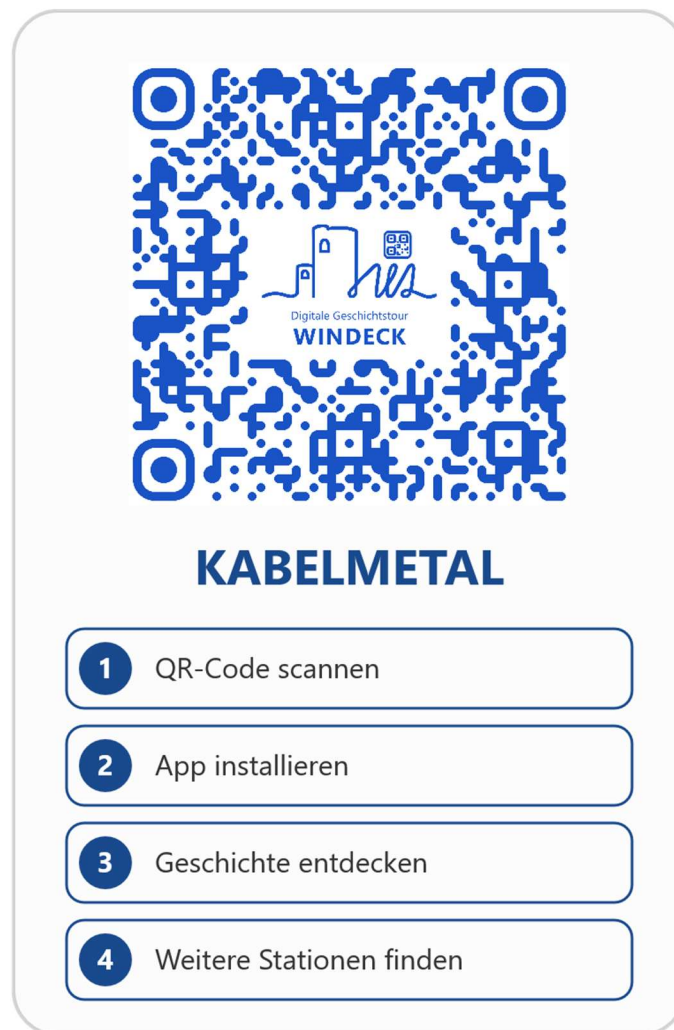 Digitale Geschichtstour
WINDECK
KABELMETAL
1 QR-Code scannen
2 App installieren
3 Geschichte entdecken
4 Weitere Stationen finden